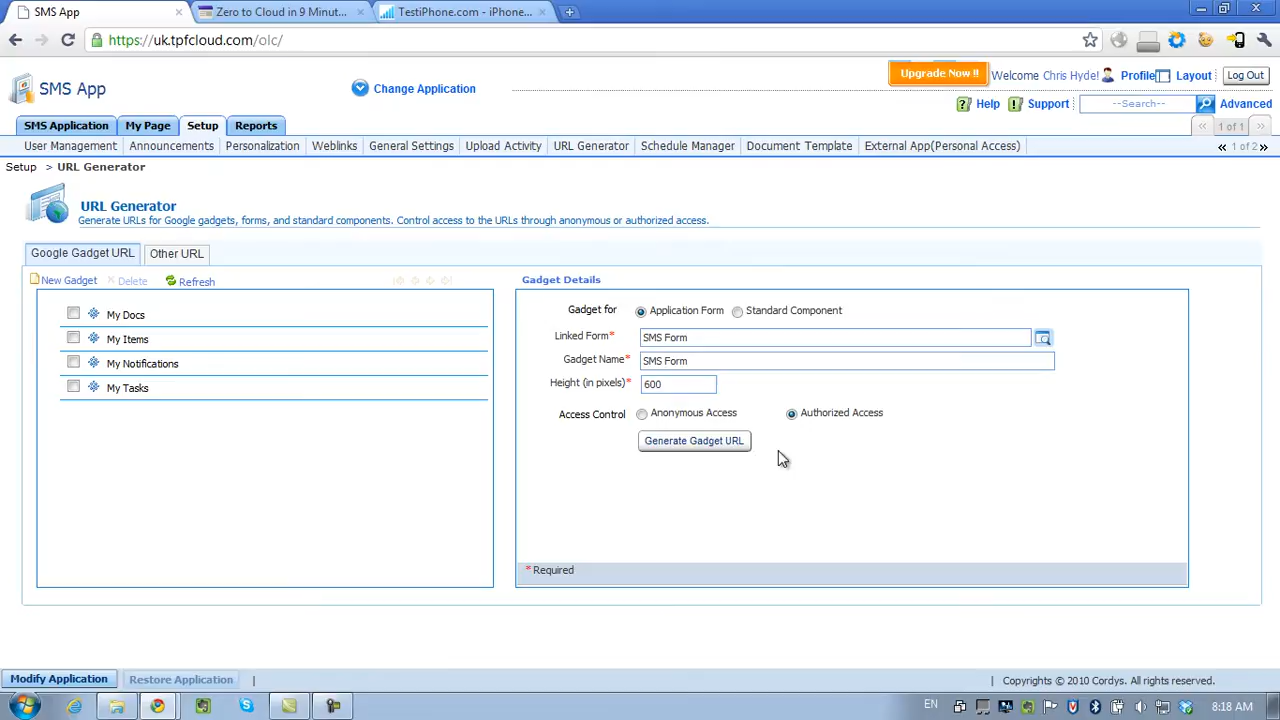 SMS App
Zero to Cloud in 9 Minut...
TestiPhone.com - iPhone...
https://uk.tpfcloud.com/olc/
SMS App
Change Application
Upgrade Now !!
Welcome Chris Hyde!
Profile
Layout
Log Out
Help
Support
--Search--
Advanced
SMS Application
My Page
Setup
Reports
1 of 1
User Management
Announcements
Personalization
Weblinks
General Settings
Upload Activity
URL Generator
Schedule Manager
Document Template
External App(Personal Access)
1 of 2
Setup > URL Generator
URL Generator
Generate URLs for Google gadgets, forms, and standard components. Control access to the URLs through anonymous or authorized access.
Google Gadget URL
Other URL
New Gadget
Delete
Refresh
My Docs
My Items
My Notifications
My Tasks
Gadget Details
Gadget for
Application Form
Standard Component
Linked Form*
SMS Form
Gadget Name*
SMS Form
Height (in pixels)*
600
Access Control
Anonymous Access
Authorized Access
Generate Gadget URL
* Required
Modify Application
Restore Application
|
| Copyrights © 2010 Cordys. All rights reserved.
EN
8:18 AM